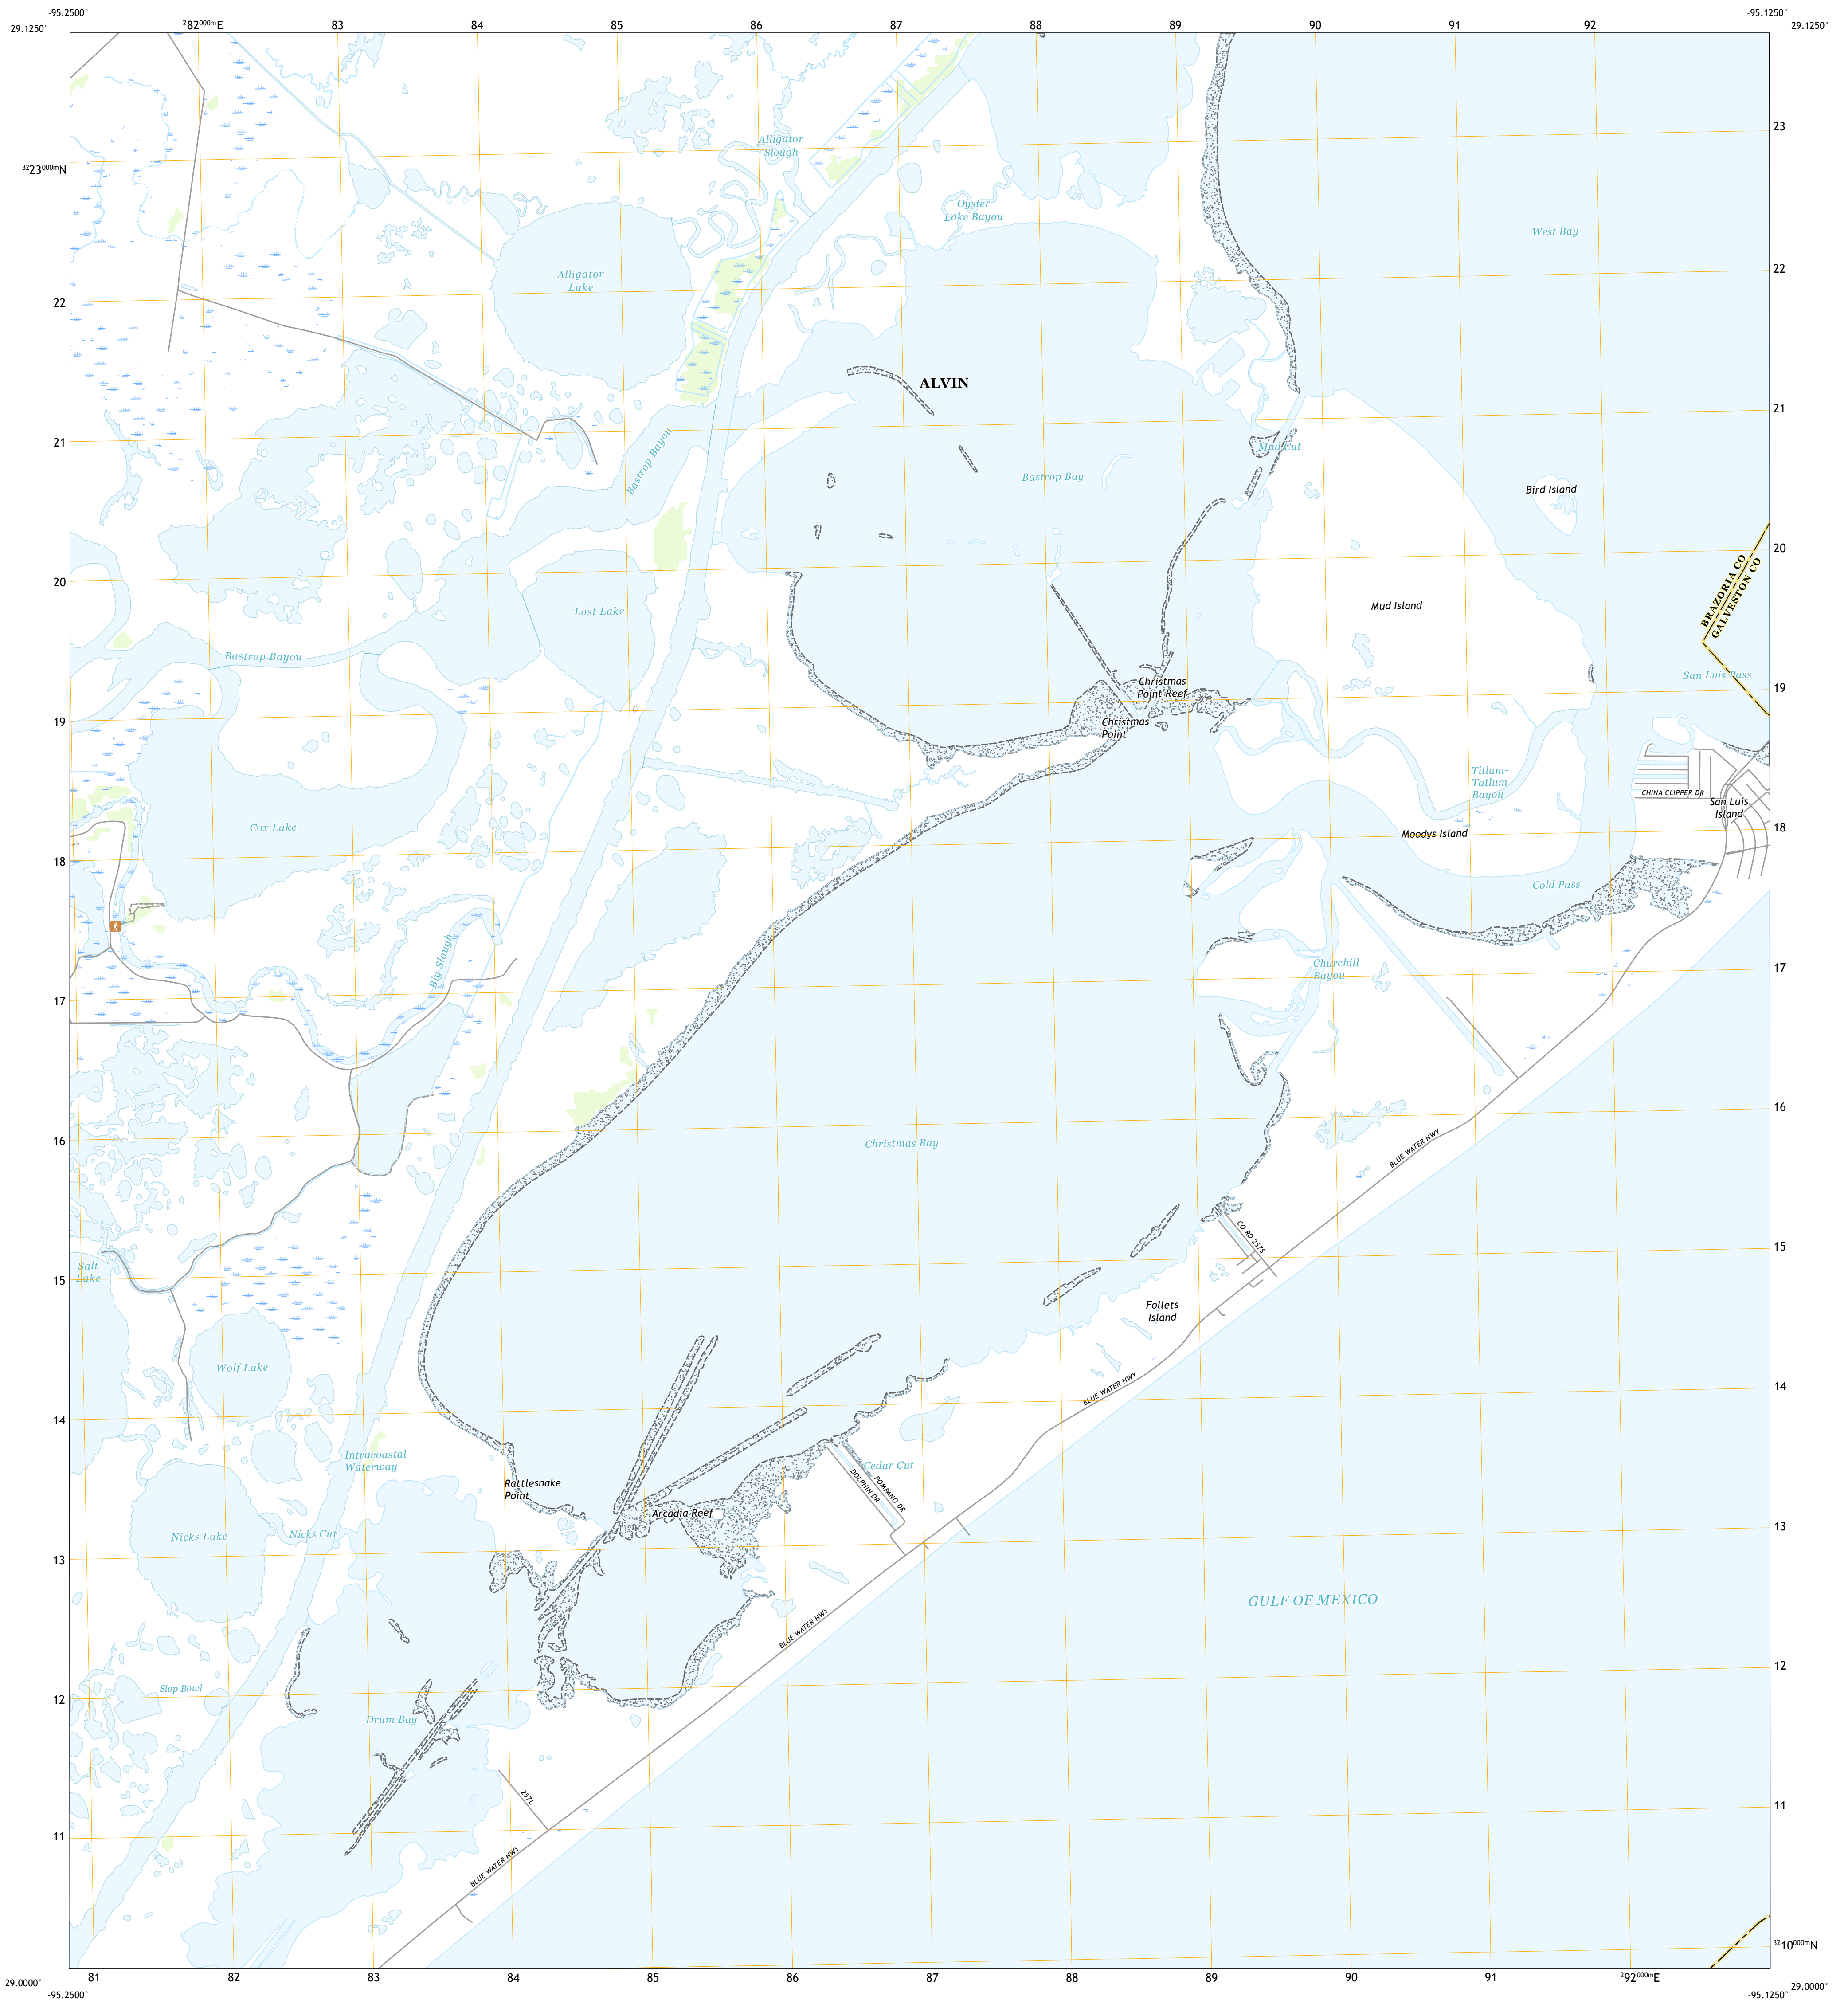 -95.2500°
-95.1250°
29.1250°
²82⁰⁰⁰ᵐE
83
84
85
86
87
88
89
90
91
92
29.1250°
23
³²23⁰⁰⁰ᵐN
Alligator
Slough
Oyster
Lake Bayou
West Bay
22
22
Alligator
Lake
ALVIN
21
21
Bastrop Bayou
Mud Cut
Bastrop Bay
Bird Island
20
20
BRAZORIA CO
GALVESTON CO
Lost Lake
Mud Island
Bastrop Bayou
San Luis Pass
Christmas
Point Reef
19
19
Christmas
Point
Titlum-
Tatlum
Bayou
CHINA CLIPPER DR
San Luis
Island
Cox Lake
Moodys Island
18
18
Cold Pass
Big Slough
Churchill
Bayou
17
17
16
16
Christmas Bay
BLUE WATER HWY
CO RD 257S
15
15
Salt
Lake
Follets
Island
Wolf Lake
BLUE WATER HWY
14
14
Intracoastal
Waterway
Cedar Cut
Rattlesnake
Point
DOLPHIN DR
POMPANO DR
Arcadia Reef
Nicks Lake
Nicks Cut
13
13
GULF OF MEXICO
BLUE WATER HWY
12
12
Slop Bowl
Drum Bay
257L
11
11
BLUE WATER HWY
³²10⁰⁰⁰ᵐN
29.0000°
81
82
83
84
85
86
87
88
89
90
91
²92⁰⁰⁰ᵐE
29.0000°
-95.2500°
-95.1250°